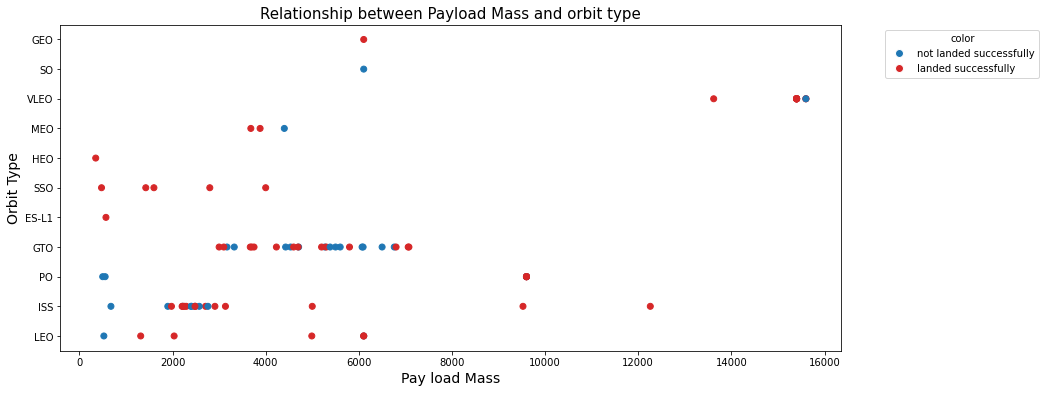 Relationship between Payload Mass and orbit type
GEO
SO
VLEO
MEO
HEO
SSO
ES-L1
GTO
PO
ISS
LEO
Orbit Type
0 2000 4000 6000 8000 10000 12000 14000 16000
Pay load Mass
color
not landed successfully
landed successfully